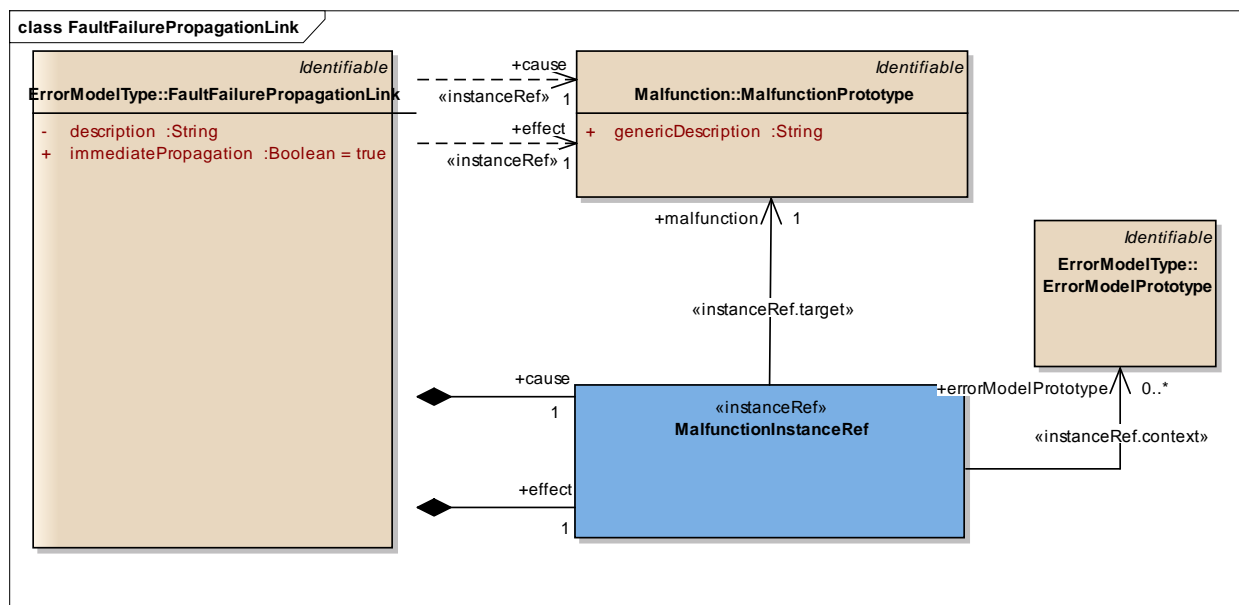 class FaultFailurePropagationLink
Identifiable
ErrorModelType::FaultFailurePropagationLink
- description :String
+ immediatePropagation :Boolean = true
+cause
«instanceRef» 1
+effect
«instanceRef» 1
Identifiable
Malfunction::MalfunctionPrototype
+ genericDescription :String
+malfunction 1
«instanceRef.target»
Identifiable
ErrorModelType::
ErrorModelPrototype
+cause
1
+effect
1
«instanceRef»
MalfunctionInstanceRef
+errorModelPrototype 0..*
«instanceRef.context»